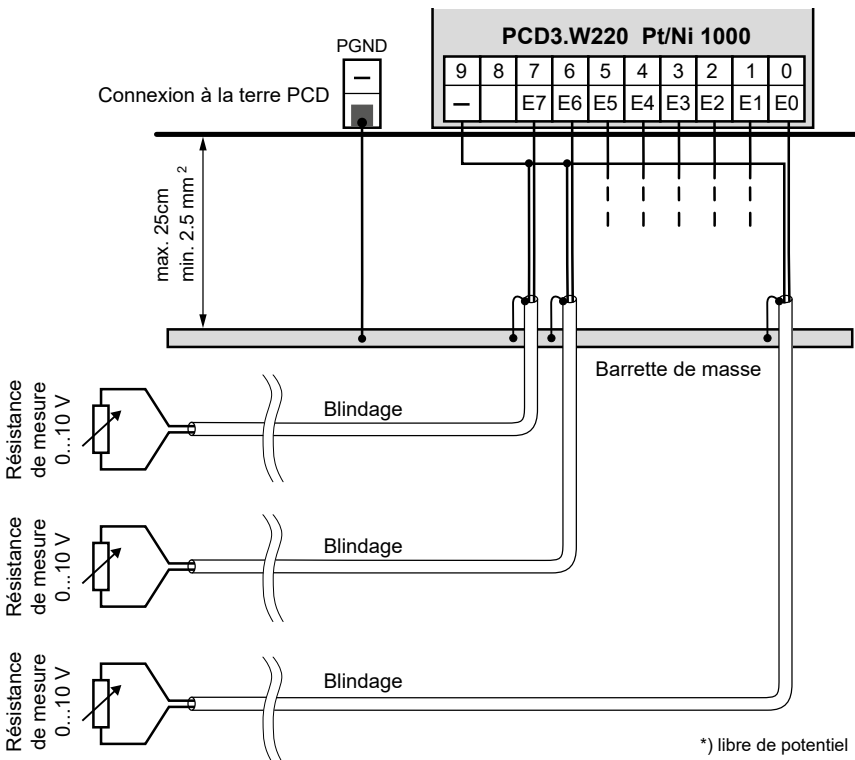 PCD3.W220 Pt/Ni 1000
PGND
–
Connexion à la terre PCD
9 8 7 6 5 4 3 2 1 0
– E7 E6 E5 E4 E3 E2 E1 E0
max. 25cm
min. 2.5 mm²
Barrette de masse
Résistance
de mesure
0...10 V
Blindage
Résistance
de mesure
0...10 V
Blindage
Résistance
de mesure
0...10 V
Blindage
*) libre de potentiel